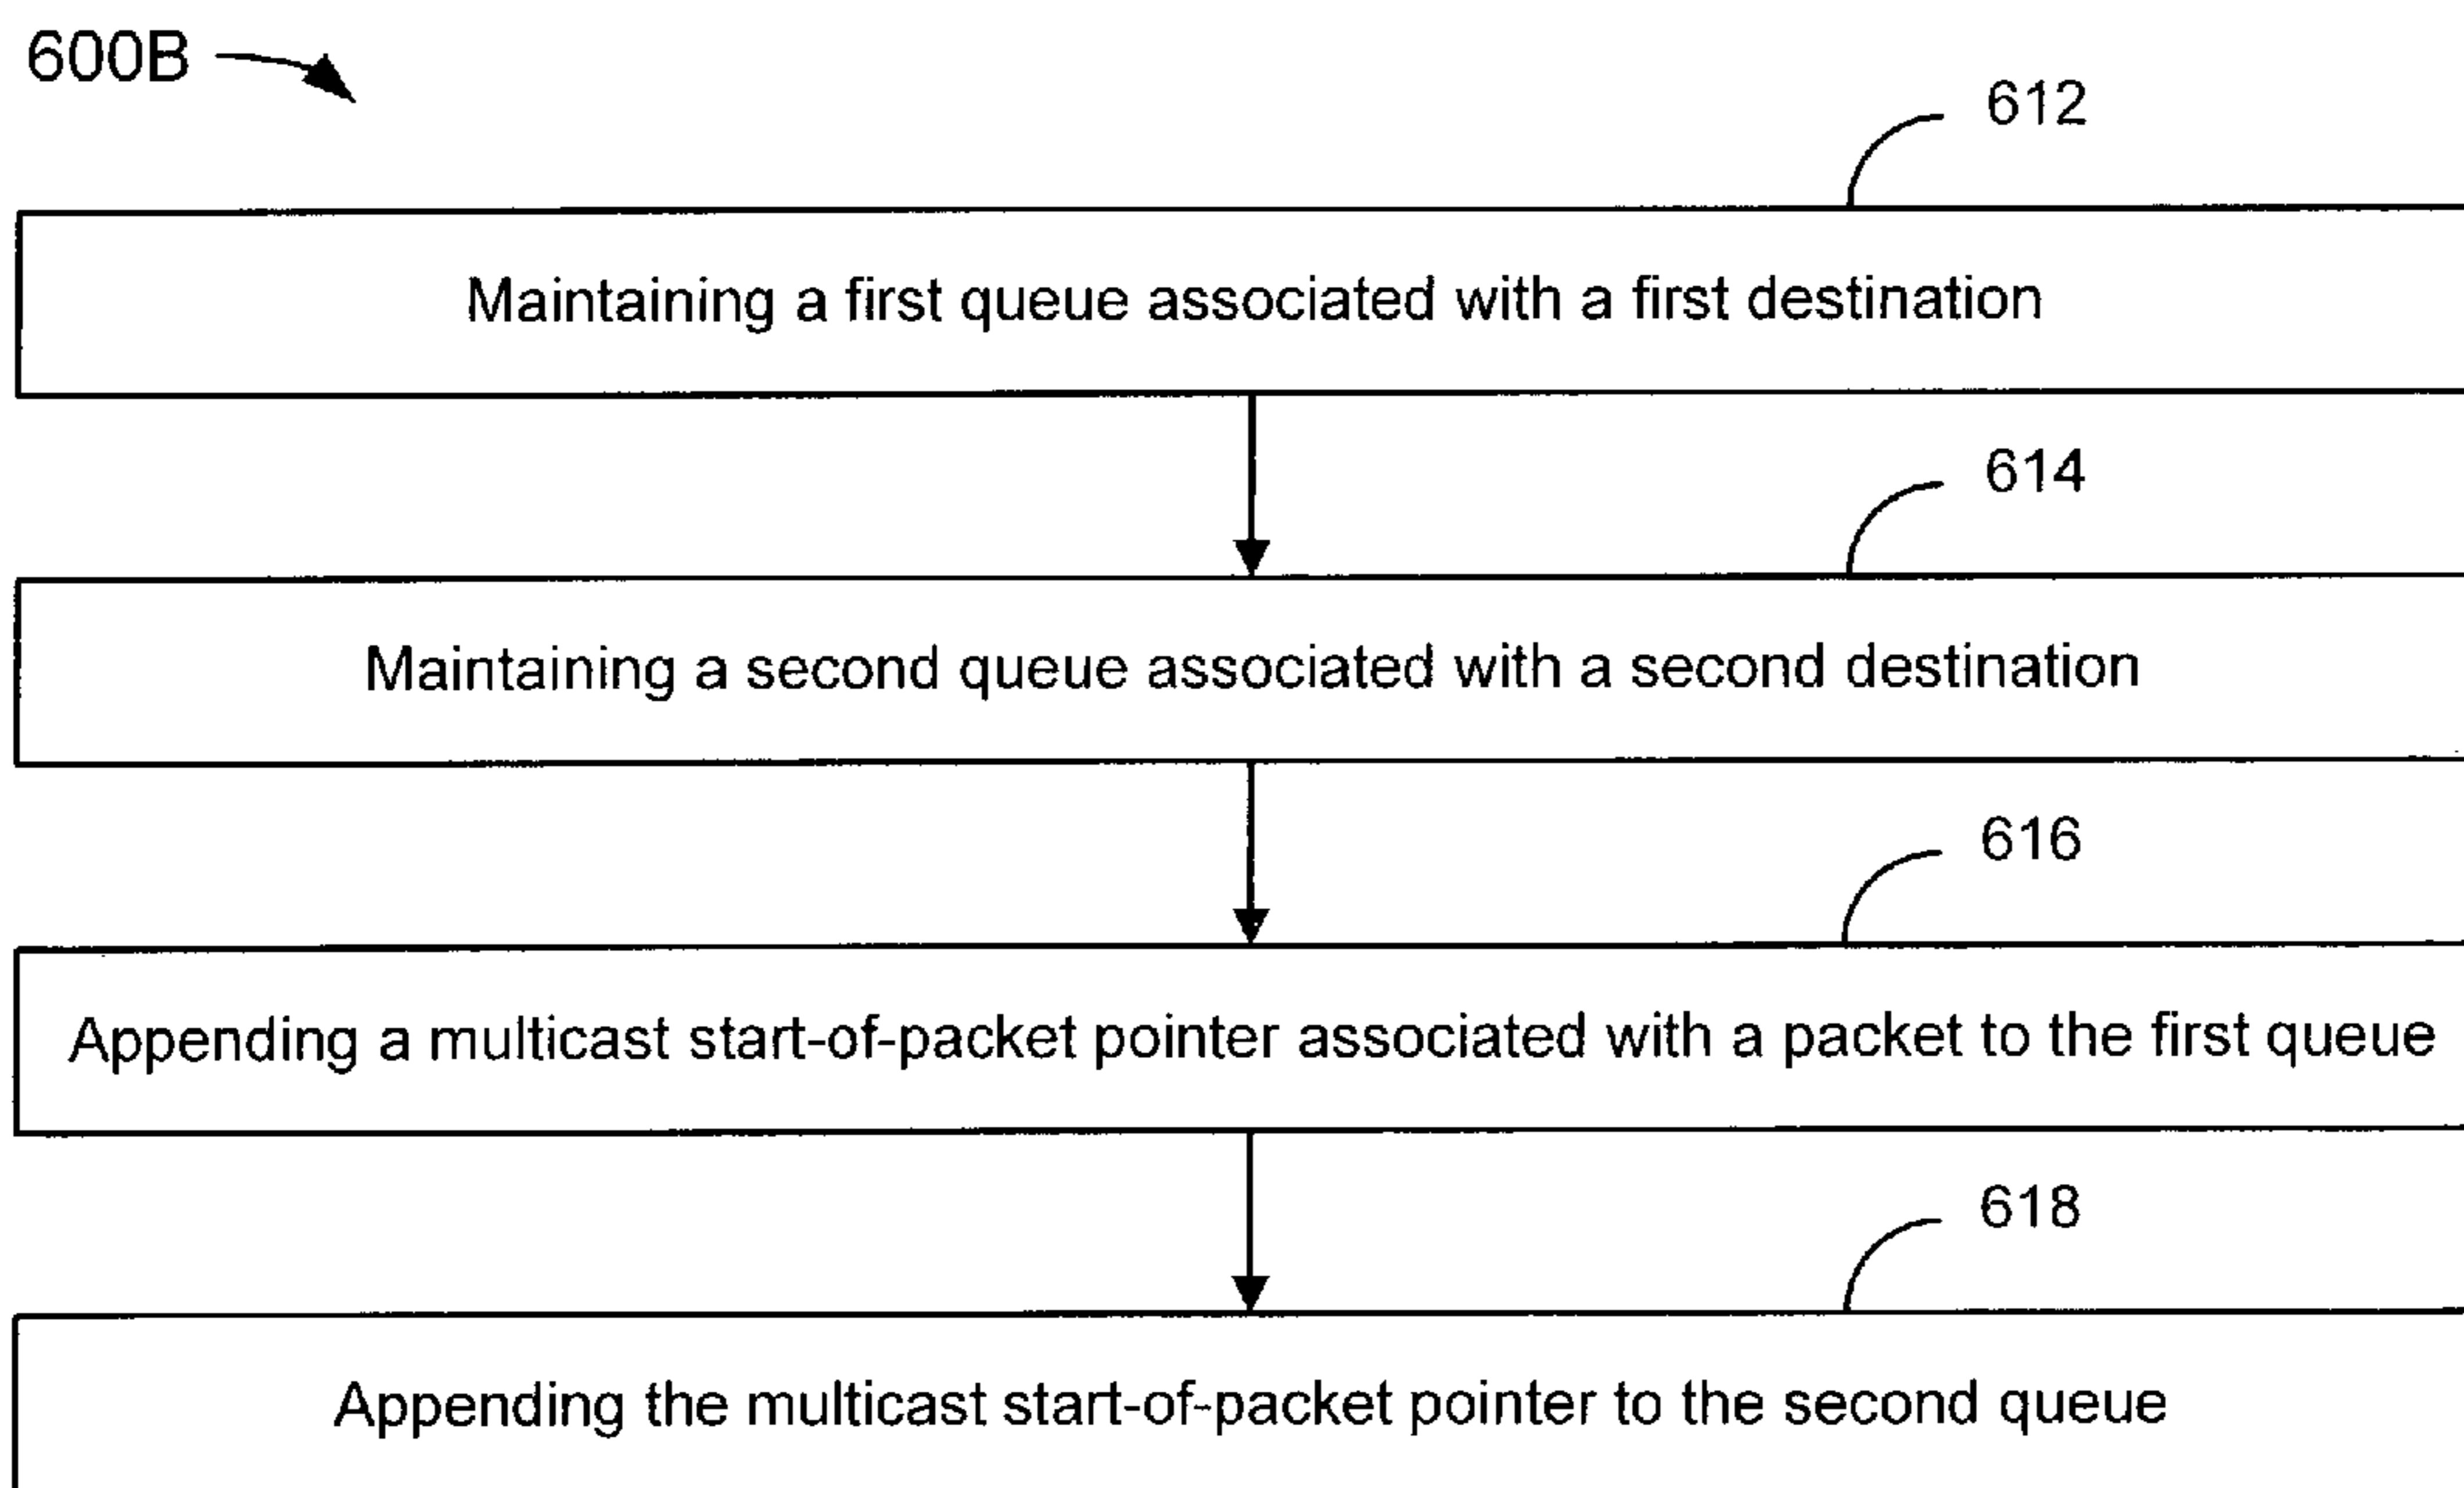 600B
612
Maintaining a first queue associated with a first destination
614
Maintaining a second queue associated with a second destination
616
Appending a multicast start-of-packet pointer associated with a packet to the first queue
618
Appending the multicast start-of-packet pointer to the second queue